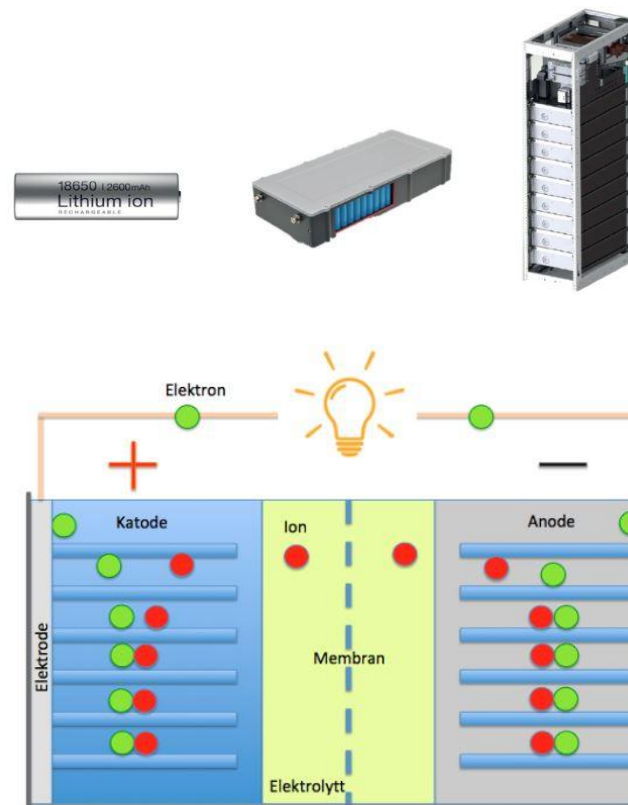 18650 | 2600mAh
Lithium ion
RECHARGEABLE
Elektron
Katode
Ion
Anode
Elektrode
Membran
Elektrolytt